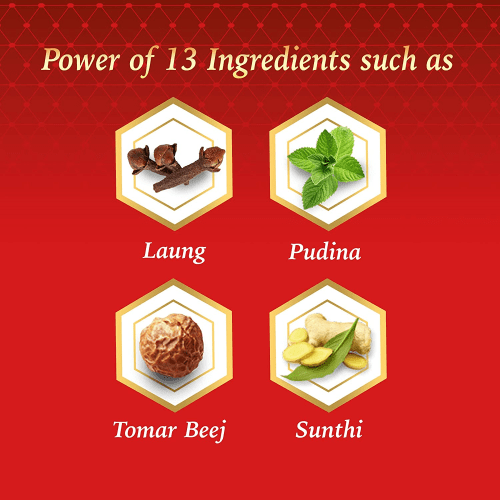 Power of 13 Ingredients such as
Laung
Pudina
Tomar Beej
Sunthi